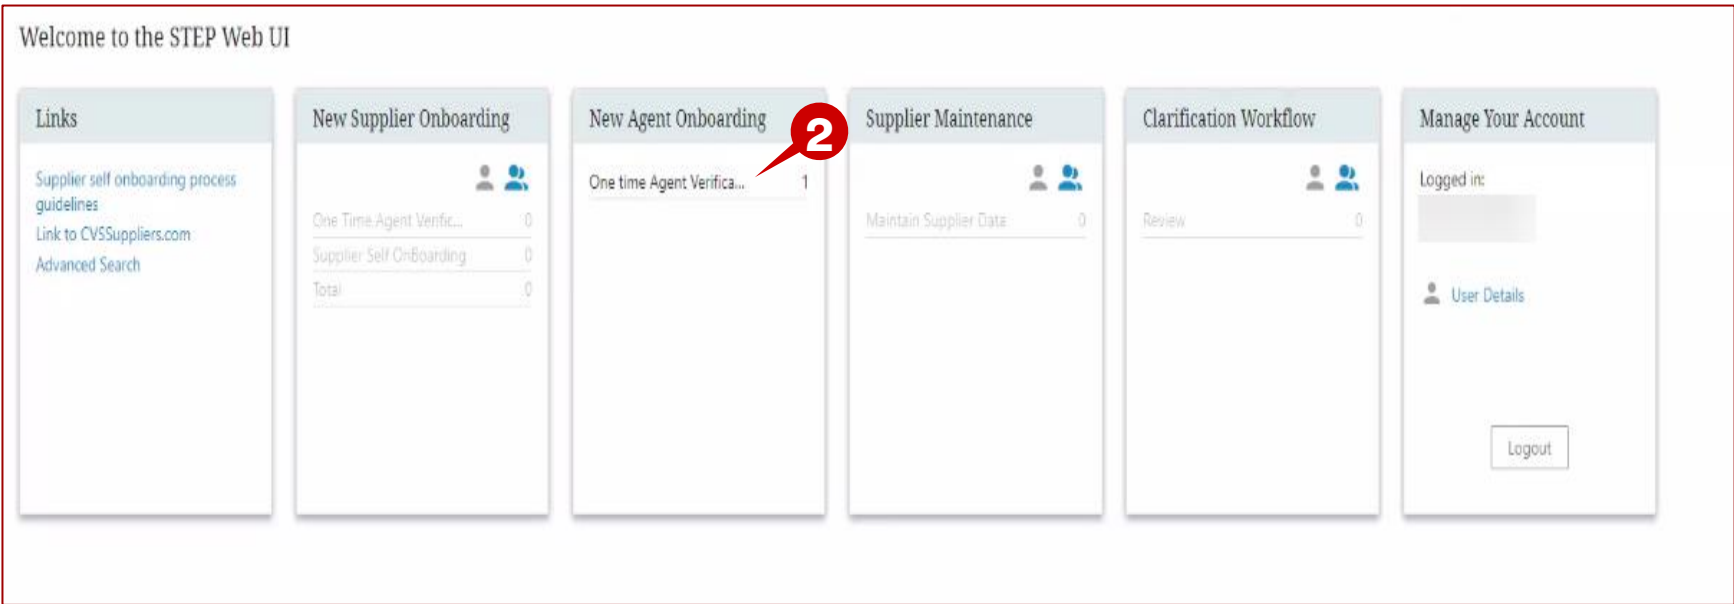 Welcome to the STEP Web UI
Links
Supplier self onboarding process
guidelines
Link to CVSSuppliers.com
Advanced Search
New Supplier Onboarding
One Time Agent Verific... 0
Supplier Self OnBoarding 0
Total 0
New Agent Onboarding
2
One time Agent Verifica... 1
Supplier Maintenance
Maintain Supplier Data 0
Clarification Workflow
Review 0
Manage Your Account
Logged in:
User Details
Logout